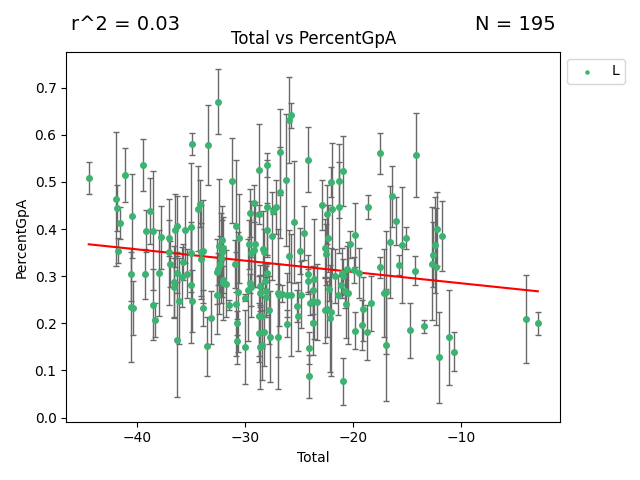 r^2 = 0.03
N = 195
Total vs PercentGpA
L
PercentGpA
0.7
0.6
0.5
0.4
0.3
0.2
0.1
0.0
−40
−30
−20
−10
Total